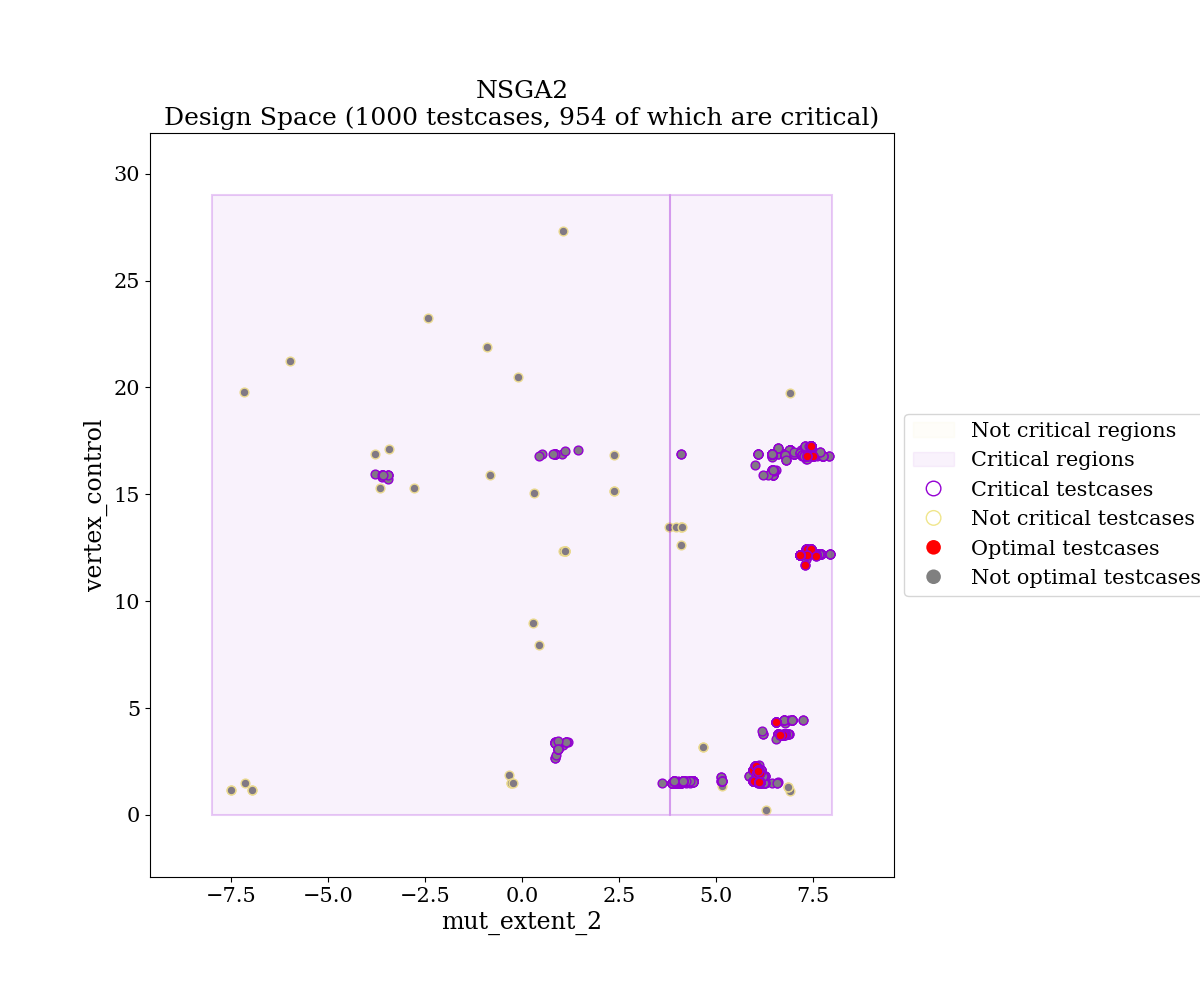 NSGA2
Design Space (1000 testcases, 954 of which are critical)
30
25
20
15
10
5
0
vertex_control
−7.5
−5.0
−2.5
0.0
2.5
5.0
7.5
mut_extent_2
Not critical regions
Critical regions
Critical testcases
Not critical testcases
Optimal testcases
Not optimal testcases